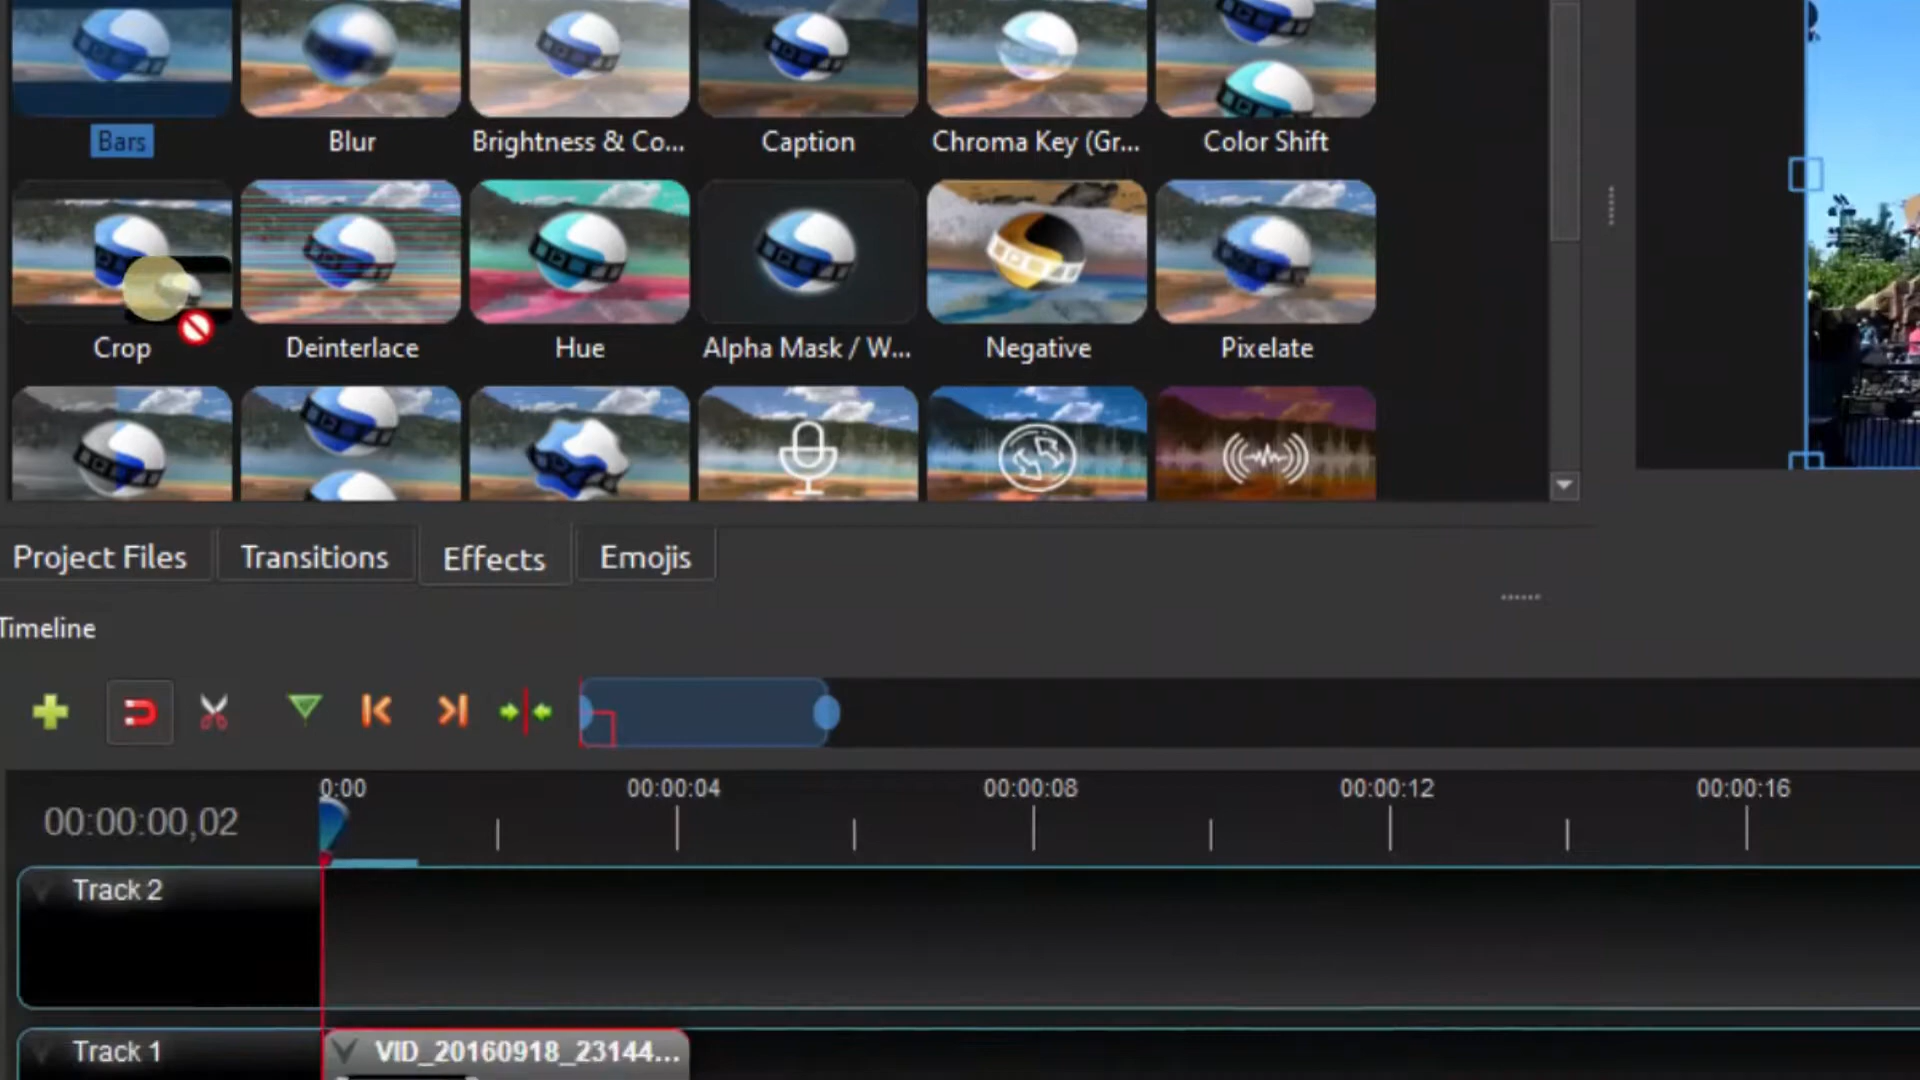 Bars
Blur
Brightness & Co...
Caption
Chroma Key (Gr...
Color Shift
Crop
Deinterlace
Hue
Alpha Mask / W...
Negative
Pixelate
Project Files
Transitions
Effects
Emojis
Timeline
0:00
00:00:04
00:00:08
00:00:12
00:00:16
00:00:00,02
Track 2
Track 1
VID_20160918_23144...